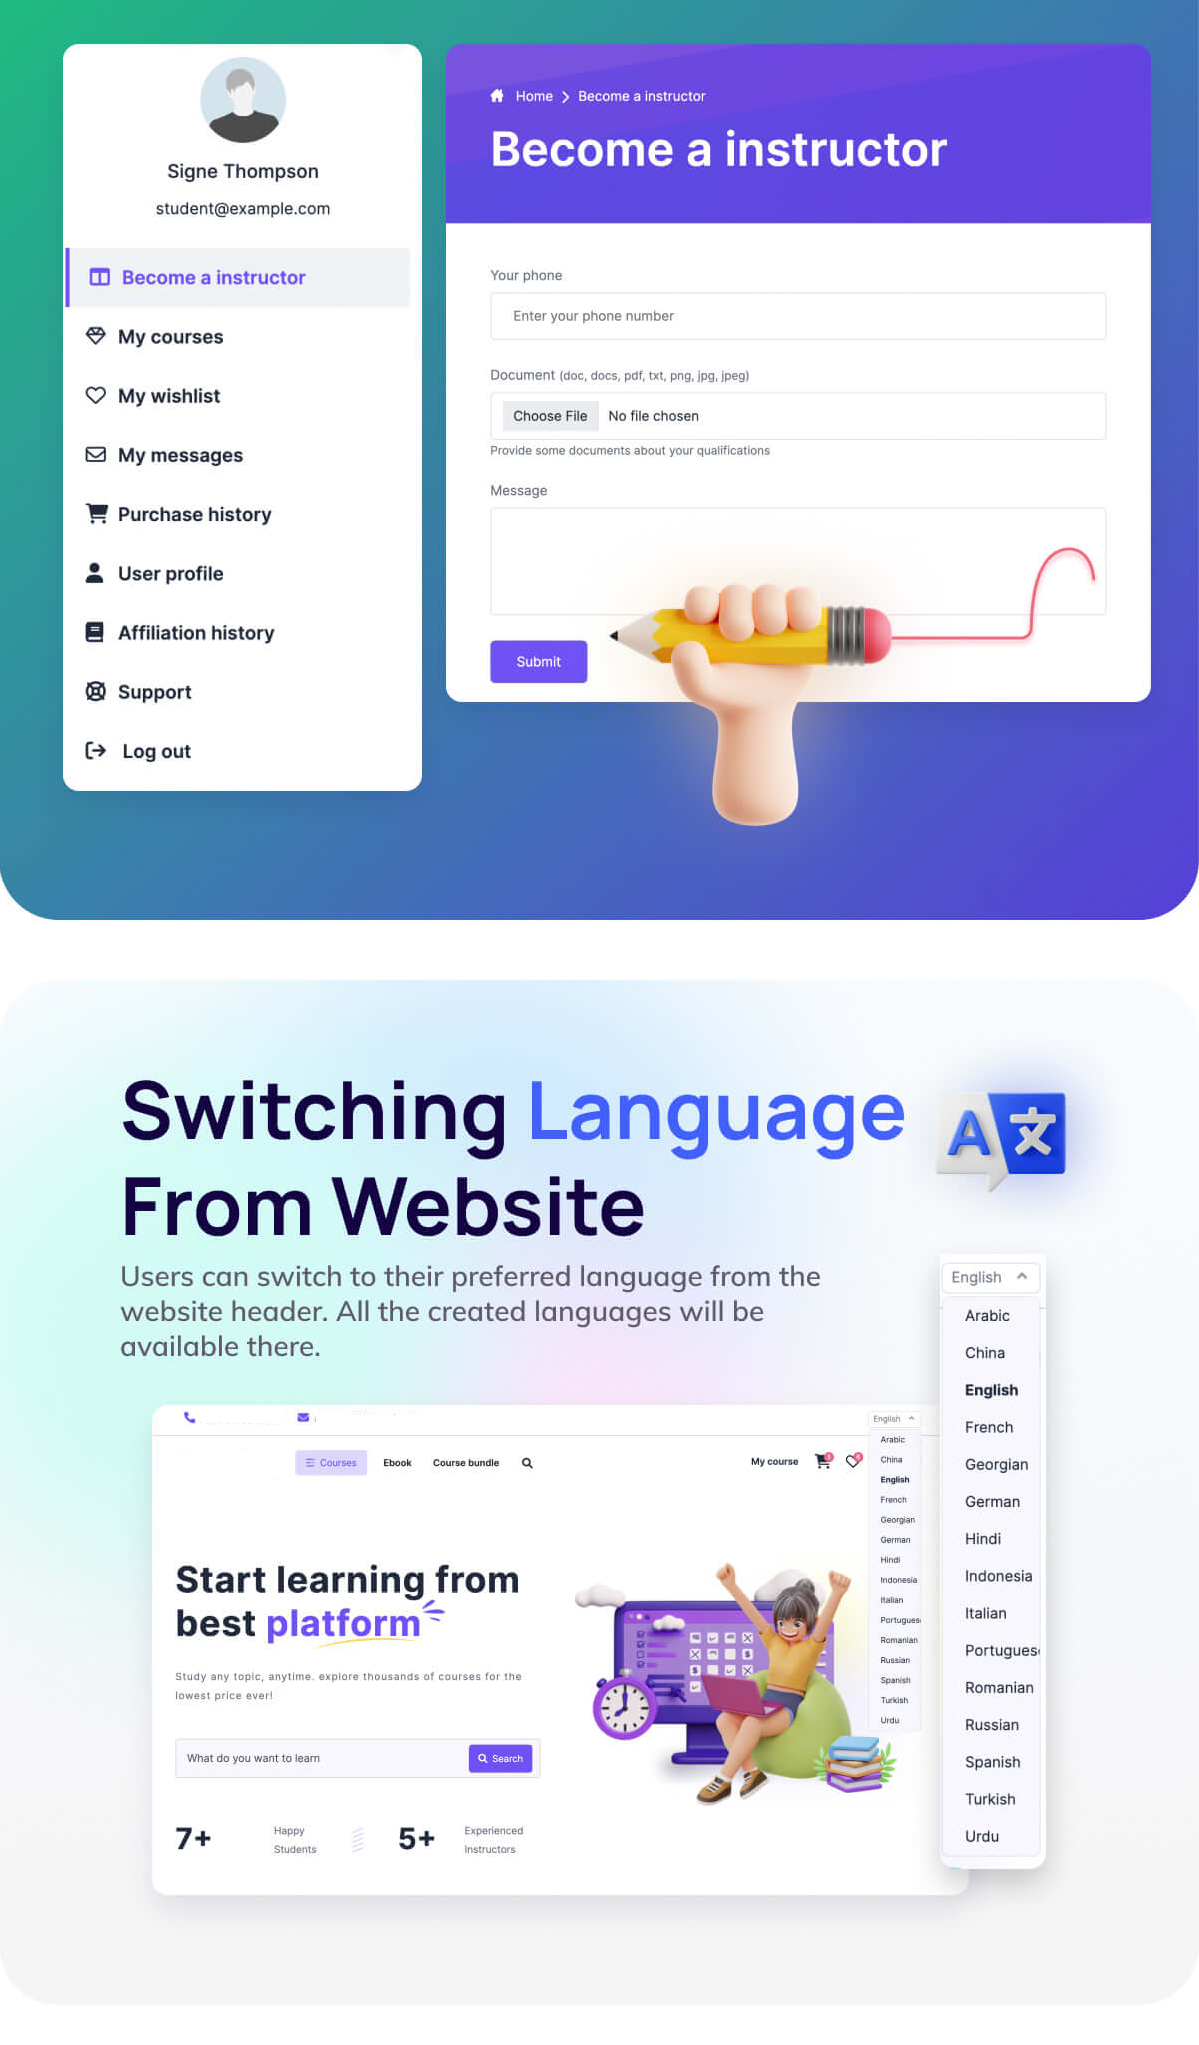 Signe Thompson
student@example.com
Become a instructor
My courses
My wishlist
My messages
Purchase history
User profile
Affiliation history
Support
Log out
Home > Become a instructor
Become a instructor
Your phone
Enter your phone number
Document (doc, docs, pdf, txt, png, jpg, jpeg)
Choose File No file chosen
Provide some documents about your qualifications
Message
Submit
Switching Language
From Website
A 文
Users can switch to their preferred language from the
website header. All the created languages will be
available there.
English
Arabic
China
English
French
Georgian
German
Hindi
Indonesia
Italian
Portugues
Romanian
Russian
Spanish
Turkish
Urdu
English
Courses Ebook Course bundle My course
Arabic
China
English
French
Georgian
German
Hindi
Indonesia
Italian
Portugues
Romanian
Russian
Spanish
Turkish
Urdu
Start learning from
best platform
Study any topic, anytime. explore thousands of courses for the
lowest price ever!
What do you want to learn Search
7+ Happy
Students
5+ Experienced
Instructors